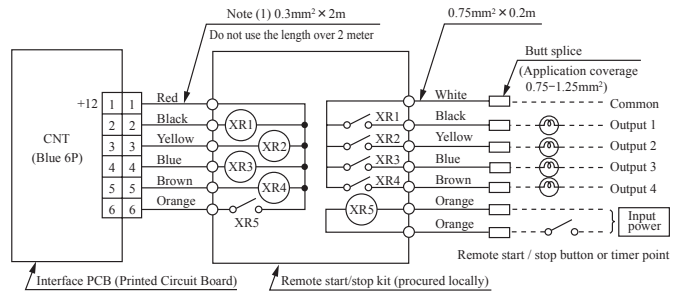 Note (1) 0.3mm² × 2m
Do not use the length over 2 meter
0.75mm² × 0.2m
Butt splice
(Application coverage
0.75−1.25mm²)
CNT
(Blue 6P)
+12
1 1
2 2
3 3
4 4
5 5
6 6
Red
Black
Yellow
Blue
Brown
Orange
XR1
XR2
XR3
XR4
XR5
XR1
XR2
XR3
XR4
XR5
White
Black
Yellow
Blue
Brown
Orange
Orange
Common
Output 1
Output 2
Output 3
Output 4
Input
power
Remote start / stop button or timer point
Interface PCB (Printed Circuit Board)
Remote start/stop kit (procured locally)